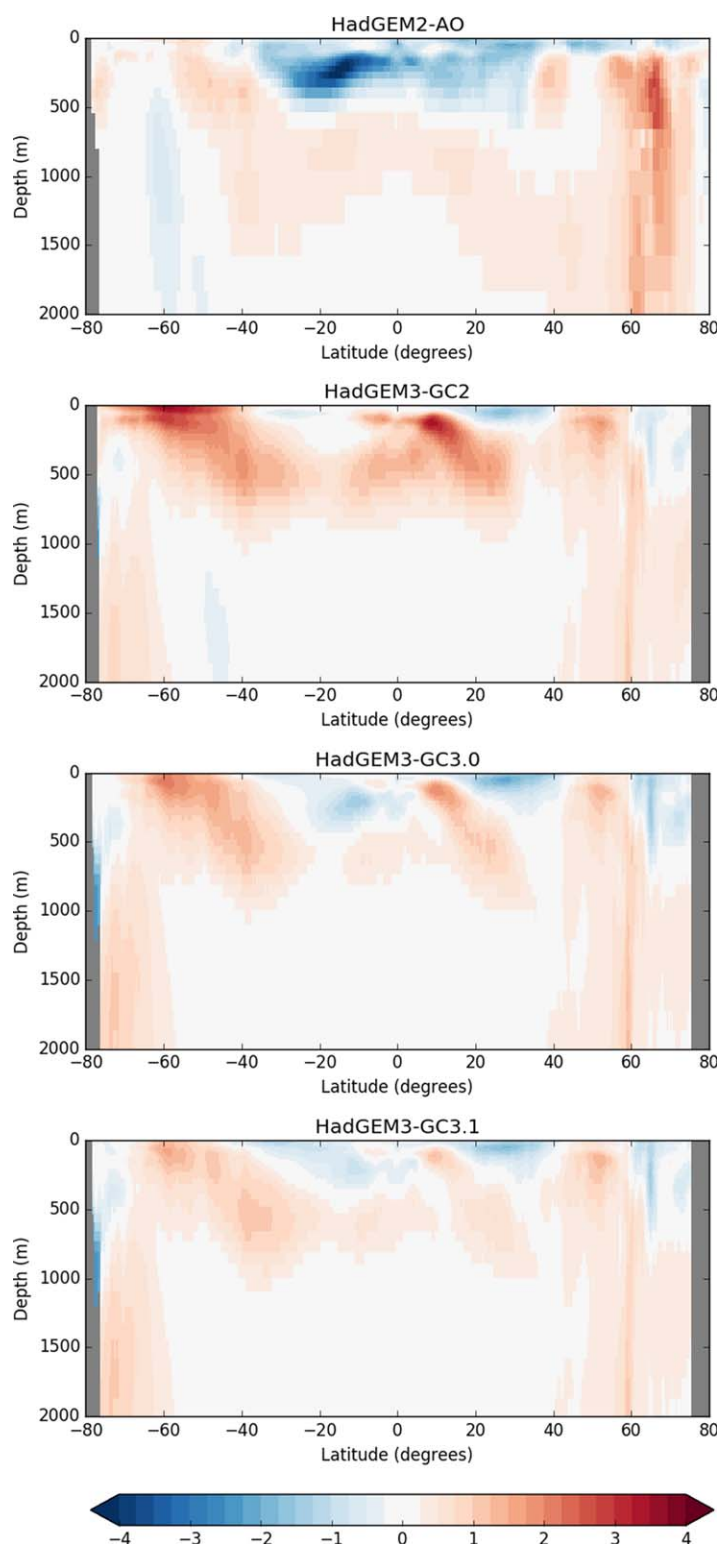 HadGEM2-AO
0
500
1000
1500
2000
Depth (m)
−80 −60 −40 −20 0 20 40 60 80
Latitude (degrees)
HadGEM3-GC2
0
500
1000
1500
2000
Depth (m)
−80 −60 −40 −20 0 20 40 60 80
Latitude (degrees)
HadGEM3-GC3.0
0
500
1000
1500
2000
Depth (m)
−80 −60 −40 −20 0 20 40 60 80
Latitude (degrees)
HadGEM3-GC3.1
0
500
1000
1500
2000
Depth (m)
−80 −60 −40 −20 0 20 40 60 80
Latitude (degrees)
−4 −3 −2 −1 0 1 2 3 4